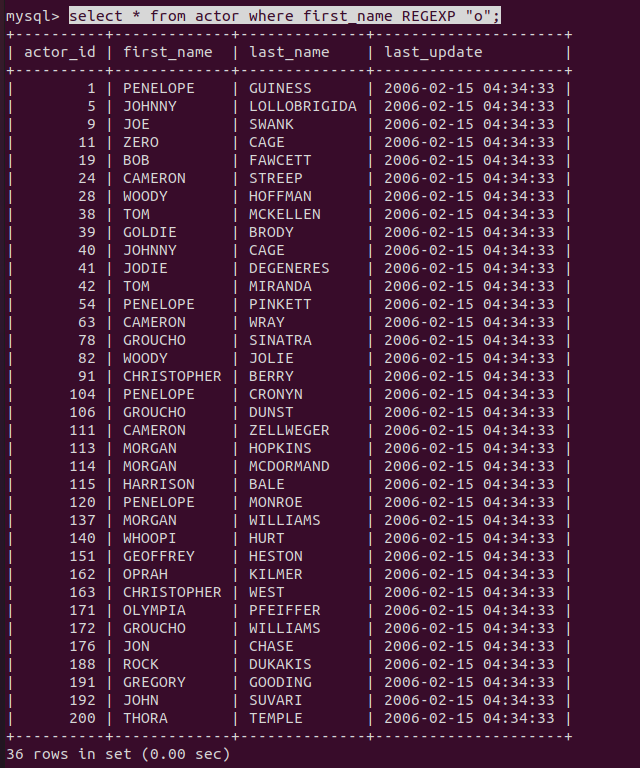 mysql> select * from actor where first_name REGEXP "o";
+----------+-------------+--------------+---------------------+
| actor_id | first_name  | last_name    | last_update         |
+----------+-------------+--------------+---------------------+
|        1 | PENELOPE    | GUINESS      | 2006-02-15 04:34:33 |
|        5 | JOHNNY      | LOLLOBRIGIDA | 2006-02-15 04:34:33 |
|        9 | JOE         | SWANK        | 2006-02-15 04:34:33 |
|       11 | ZERO        | CAGE         | 2006-02-15 04:34:33 |
|       19 | BOB         | FAWCETT      | 2006-02-15 04:34:33 |
|       24 | CAMERON     | STREEP       | 2006-02-15 04:34:33 |
|       28 | WOODY       | HOFFMAN      | 2006-02-15 04:34:33 |
|       38 | TOM         | MCKELLEN     | 2006-02-15 04:34:33 |
|       39 | GOLDIE      | BRODY        | 2006-02-15 04:34:33 |
|       40 | JOHNNY      | CAGE         | 2006-02-15 04:34:33 |
|       41 | JODIE       | DEGENERES    | 2006-02-15 04:34:33 |
|       42 | TOM         | MIRANDA      | 2006-02-15 04:34:33 |
|       54 | PENELOPE    | PINKETT      | 2006-02-15 04:34:33 |
|       63 | CAMERON     | WRAY         | 2006-02-15 04:34:33 |
|       78 | GROUCHO     | SINATRA      | 2006-02-15 04:34:33 |
|       82 | WOODY       | JOLIE        | 2006-02-15 04:34:33 |
|       91 | CHRISTOPHER | BERRY        | 2006-02-15 04:34:33 |
|      104 | PENELOPE    | CRONYN       | 2006-02-15 04:34:33 |
|      106 | GROUCHO     | DUNST        | 2006-02-15 04:34:33 |
|      111 | CAMERON     | ZELLWEGER    | 2006-02-15 04:34:33 |
|      113 | MORGAN      | HOPKINS      | 2006-02-15 04:34:33 |
|      114 | MORGAN      | MCDORMAND    | 2006-02-15 04:34:33 |
|      115 | HARRISON    | BALE         | 2006-02-15 04:34:33 |
|      120 | PENELOPE    | MONROE       | 2006-02-15 04:34:33 |
|      137 | MORGAN      | WILLIAMS     | 2006-02-15 04:34:33 |
|      140 | WHOOPI      | HURT         | 2006-02-15 04:34:33 |
|      151 | GEOFFREY    | HESTON       | 2006-02-15 04:34:33 |
|      162 | OPRAH       | KILMER       | 2006-02-15 04:34:33 |
|      163 | CHRISTOPHER | WEST         | 2006-02-15 04:34:33 |
|      171 | OLYMPIA     | PFEIFFER     | 2006-02-15 04:34:33 |
|      172 | GROUCHO     | WILLIAMS     | 2006-02-15 04:34:33 |
|      176 | JON         | CHASE        | 2006-02-15 04:34:33 |
|      188 | ROCK        | DUKAKIS      | 2006-02-15 04:34:33 |
|      191 | GREGORY     | GOODING      | 2006-02-15 04:34:33 |
|      192 | JOHN        | SUVARI       | 2006-02-15 04:34:33 |
|      200 | THORA       | TEMPLE       | 2006-02-15 04:34:33 |
+----------+-------------+--------------+---------------------+
36 rows in set (0.00 sec)